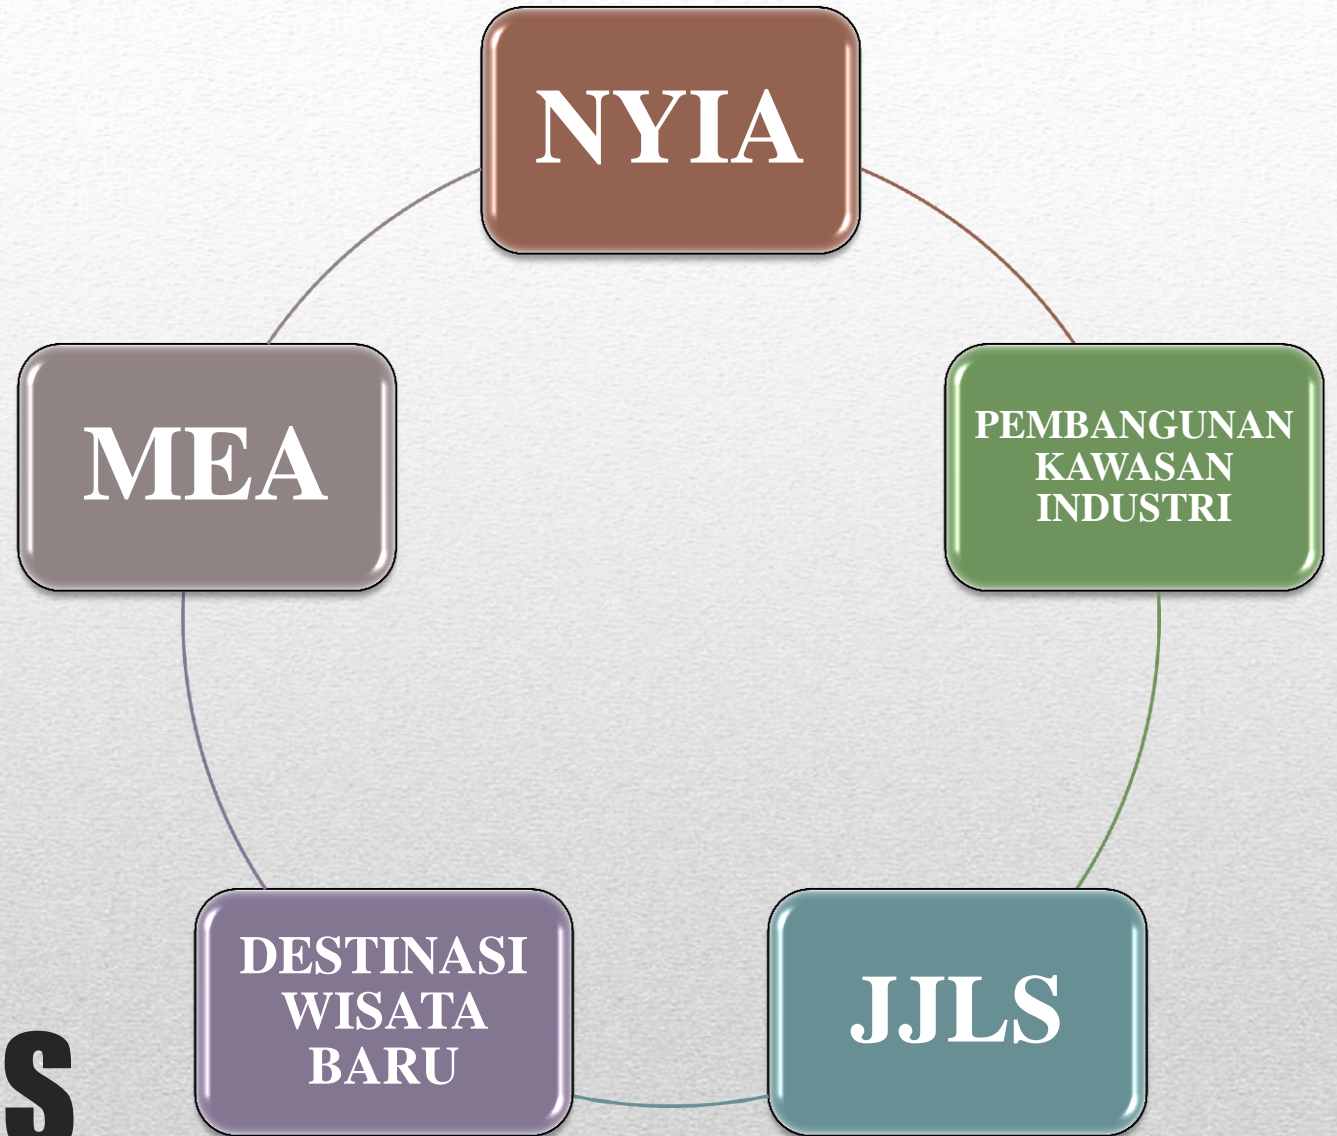 NYIA
PEMBANGUNAN
KAWASAN
INDUSTRI
JJLS
DESTINASI
WISATA
BARU
MEA
S